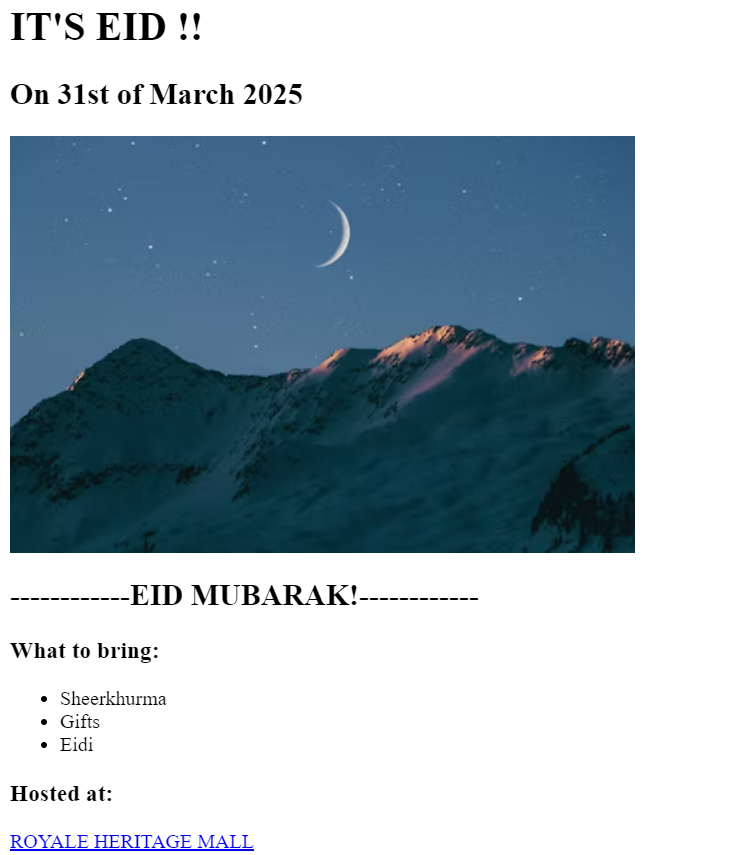 IT'S EID !!
On 31st of March 2025
------------EID MUBARAK!------------
What to bring:
Sheerkhurma
Gifts
Eidi
Hosted at:
ROYALE HERITAGE MALL